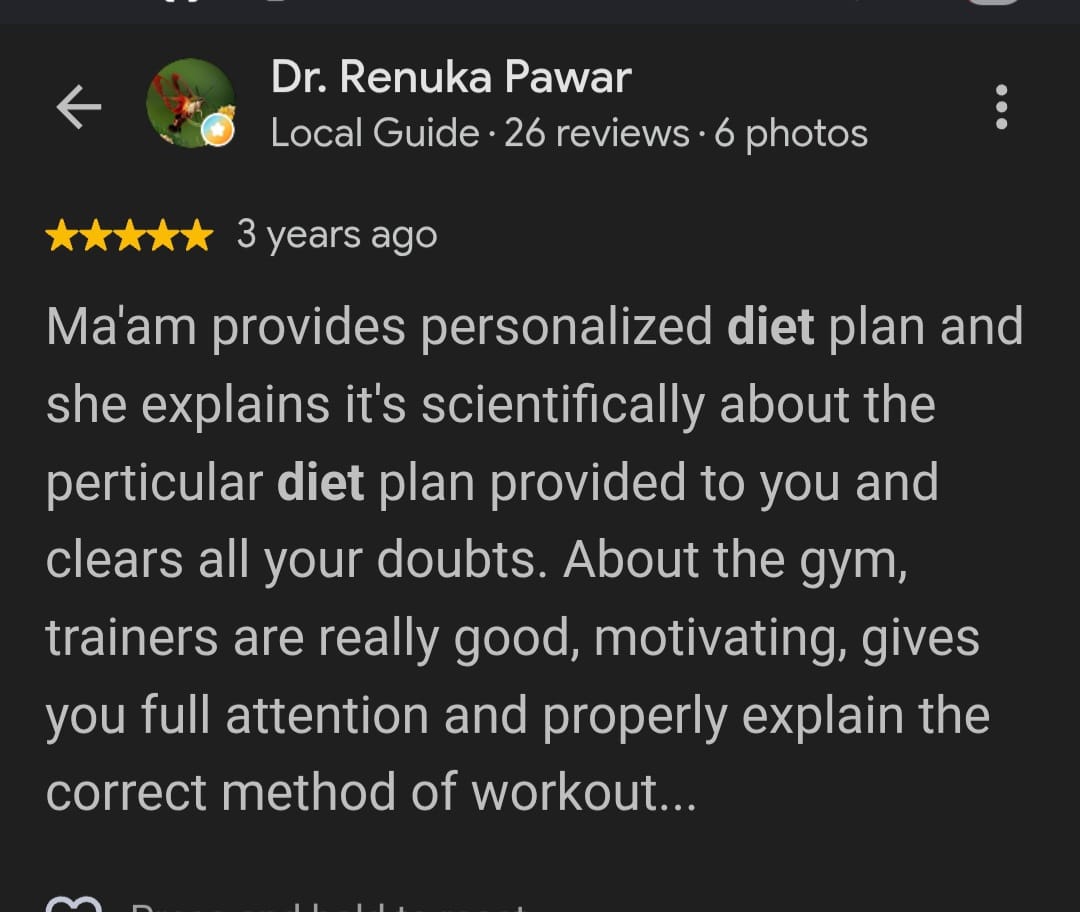 Dr. Renuka Pawar
Local Guide · 26 reviews · 6 photos
3 years ago
Ma'am provides personalized diet plan and
she explains it's scientifically about the
perticular diet plan provided to you and
clears all your doubts. About the gym,
trainers are really good, motivating, gives
you full attention and properly explain the
correct method of workout...